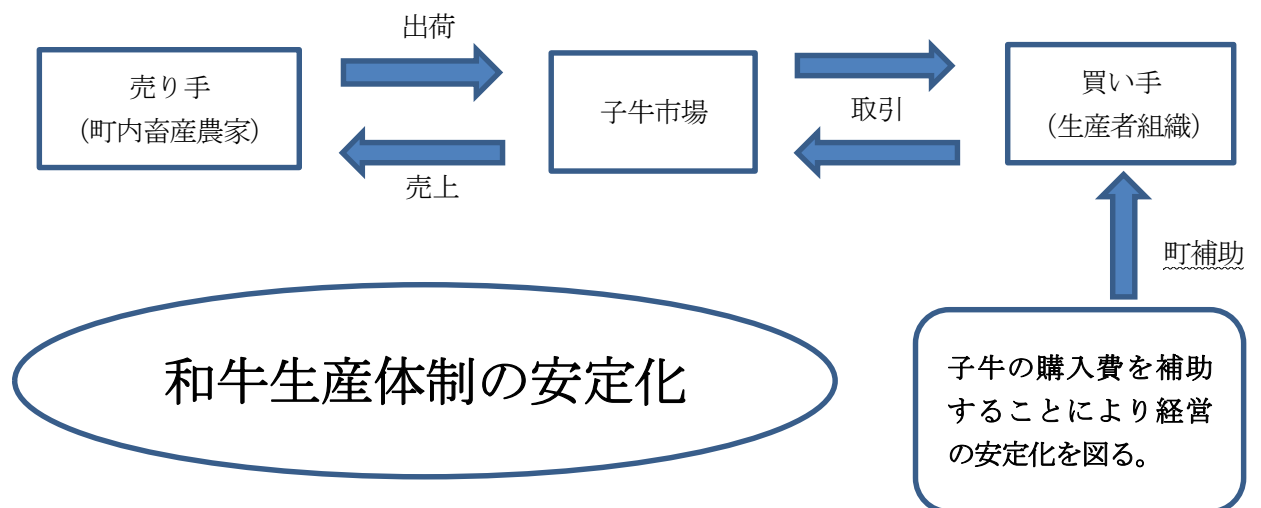 出荷
売り手
(町内畜産農家)
子牛市場
買い手
(生産者組織)
取引
売上
町補助
和牛生産体制の安定化
子牛の購入費を補助
することにより経営
の安定化を図る。